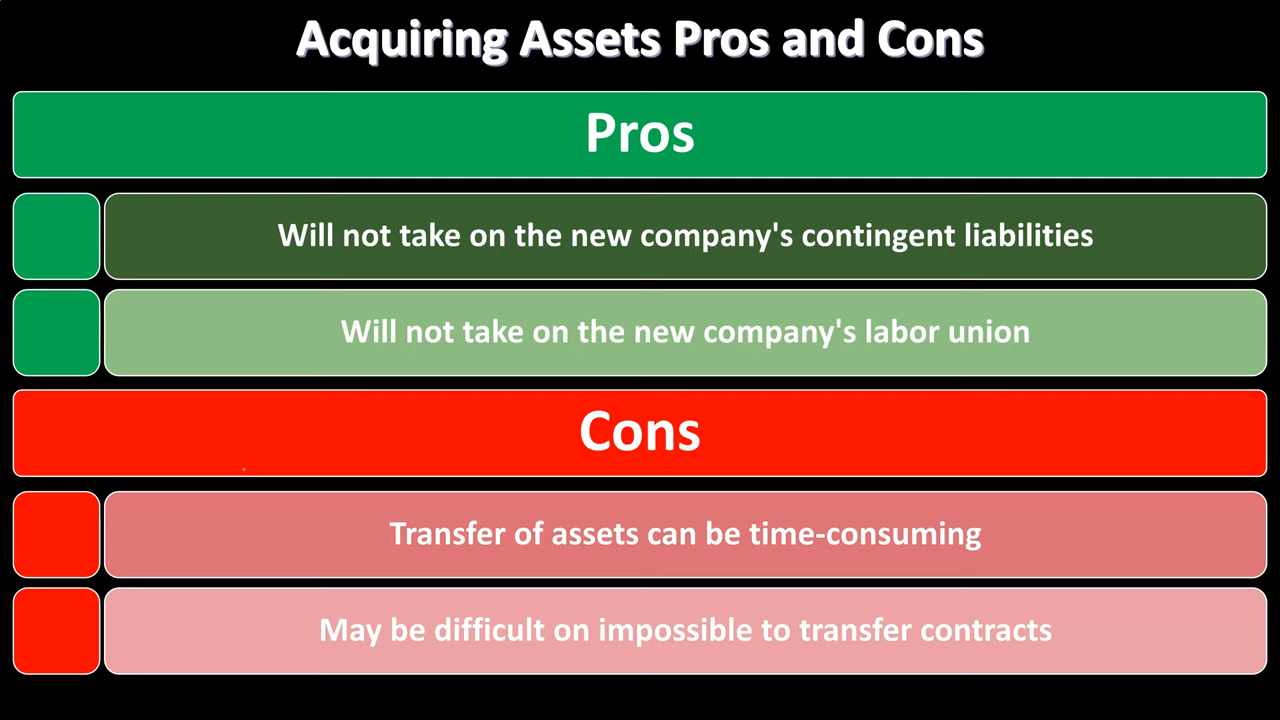 Acquiring Assets Pros and Cons
Pros
Will not take on the new company's contingent liabilities
Will not take on the new company's labor union
Cons
Transfer of assets can be time-consuming
May be difficult on impossible to transfer contracts